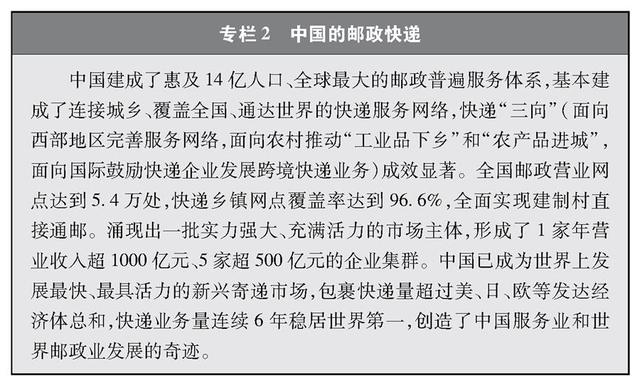 专栏2 中国的邮政快递
中国建成了惠及14亿人口、全球最大的邮政普遍服务体系,基本建
成了连接城乡、覆盖全国、通达世界的快递服务网络,快递“三向”(面向
西部地区完善服务网络,面向农村推动“工业品下乡”和“农产品进城”,
面向国际鼓励快递企业发展跨境快递业务)成效显著。全国邮政营业网
点达到5.4万处,快递乡镇网点覆盖率达到96.6%,全面实现建制村直
接通邮。涌现出一批实力强大、充满活力的市场主体,形成了1家年营
业收入超1000亿元、5家超500亿元的企业集群。中国已成为世界上发
展最快、最具活力的新兴寄递市场,包裹快递量超过美、日、欧等发达经
济体总和,快递业务量连续6年稳居世界第一,创造了中国服务业和世
界邮政业发展的奇迹。